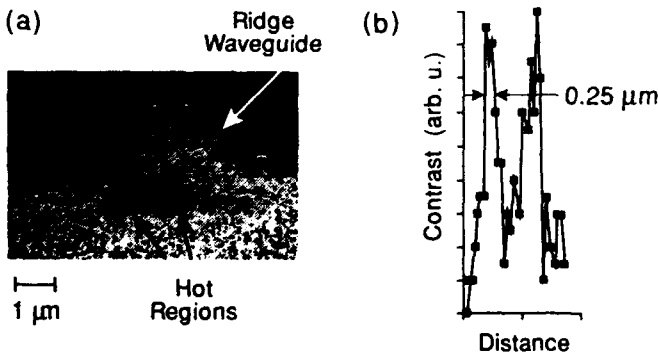 (a)
Ridge
Waveguide
Hot
Regions
1 μm
(b)
Contrast (arb. u.)
0.25 μm
Distance